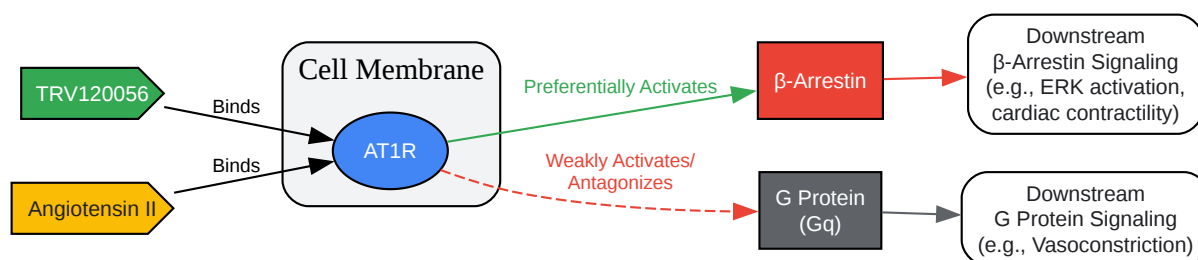 TRV120056
Angiotensin II
Binds
Binds
Cell Membrane
AT1R
Preferentially Activates
Weakly Activates/
Antagonizes
β-Arrestin
G Protein
(Gq)
Downstream
β-Arrestin Signaling
(e.g., ERK activation,
cardiac contractility)
Downstream
G Protein Signaling
(e.g., Vasoconstriction)